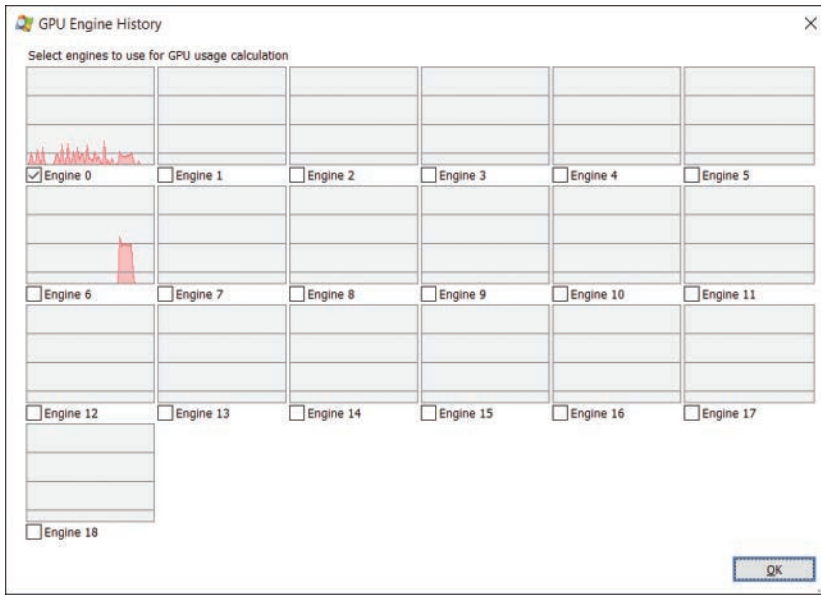 GPU Engine History
Select engines to use for GPU usage calculation
Engine 0 Engine 1 Engine 2 Engine 3 Engine 4 Engine 5
Engine 6 Engine 7 Engine 8 Engine 9 Engine 10 Engine 11
Engine 12 Engine 13 Engine 14 Engine 15 Engine 16 Engine 17
Engine 18
OK